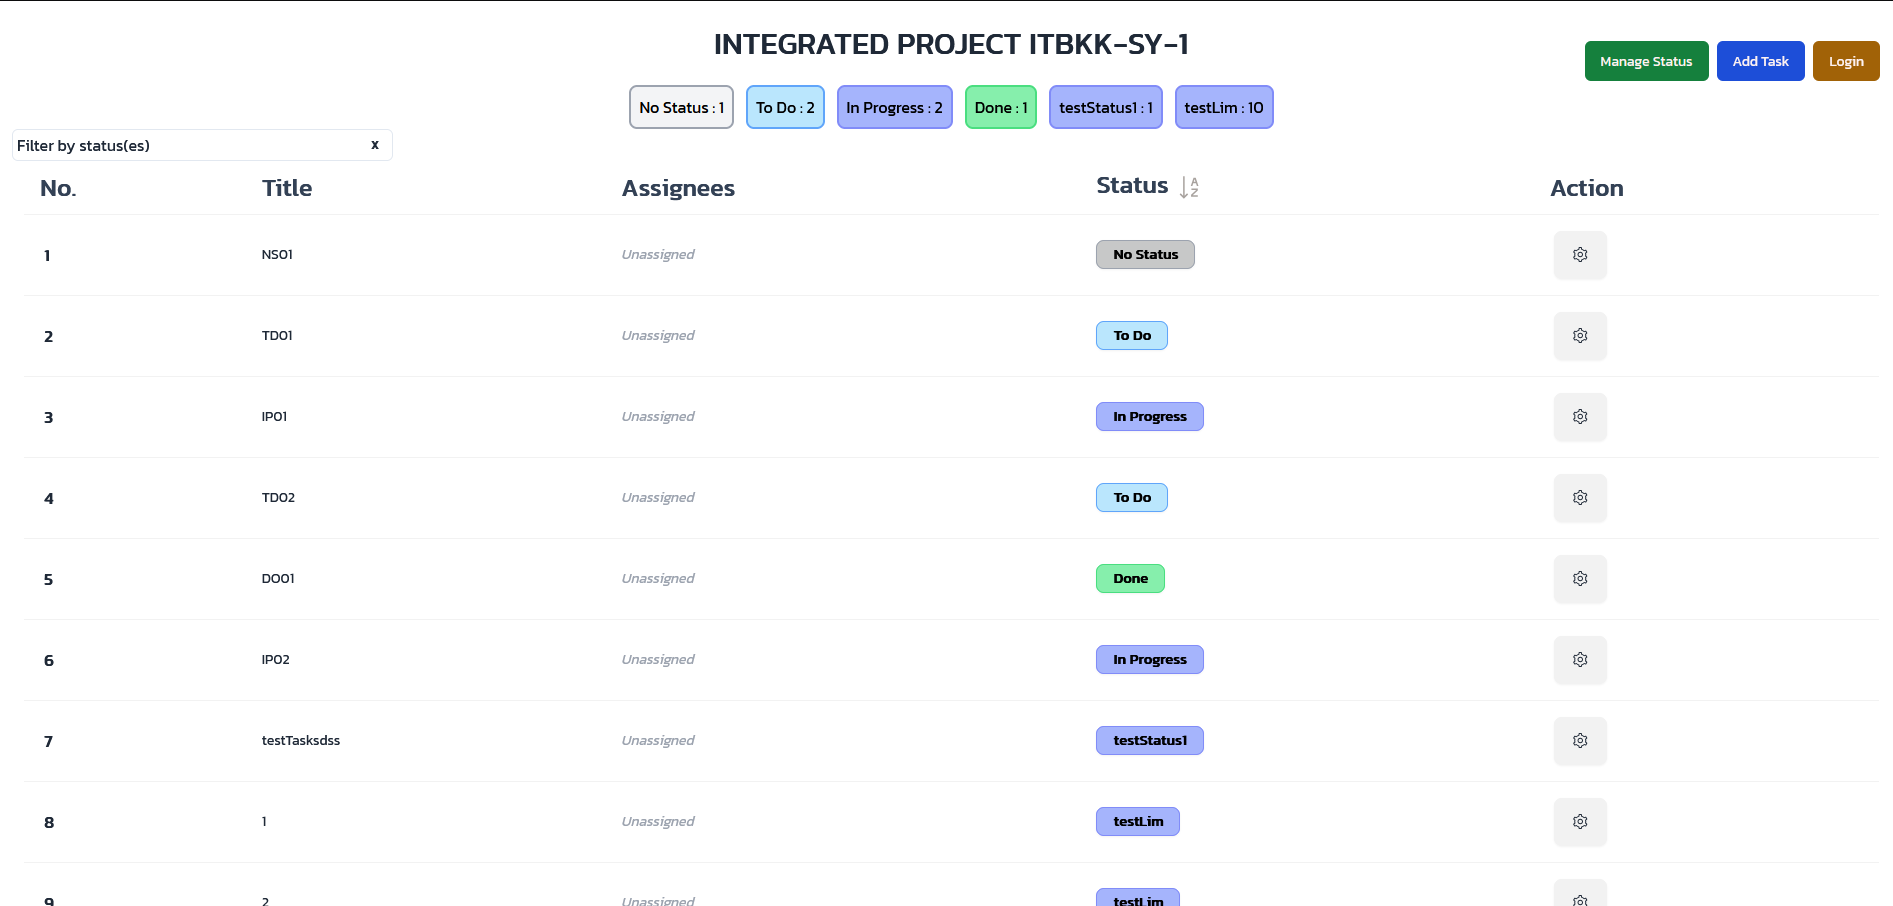 INTEGRATED PROJECT ITBKK-SY-1
Manage Status Add Task Login
No Status : 1 To Do : 2 In Progress : 2 Done : 1 testStatus1 : 1 testLim : 10
Filter by status(es) x
No. Title Assignees Status Action
1 NS01 Unassigned No Status
2 TD01 Unassigned To Do
3 IP01 Unassigned In Progress
4 TD02 Unassigned To Do
5 DO01 Unassigned Done
6 IP02 Unassigned In Progress
7 testTasksdss Unassigned testStatus1
8 1 Unassigned testLim
9 2 Unassigned testLim